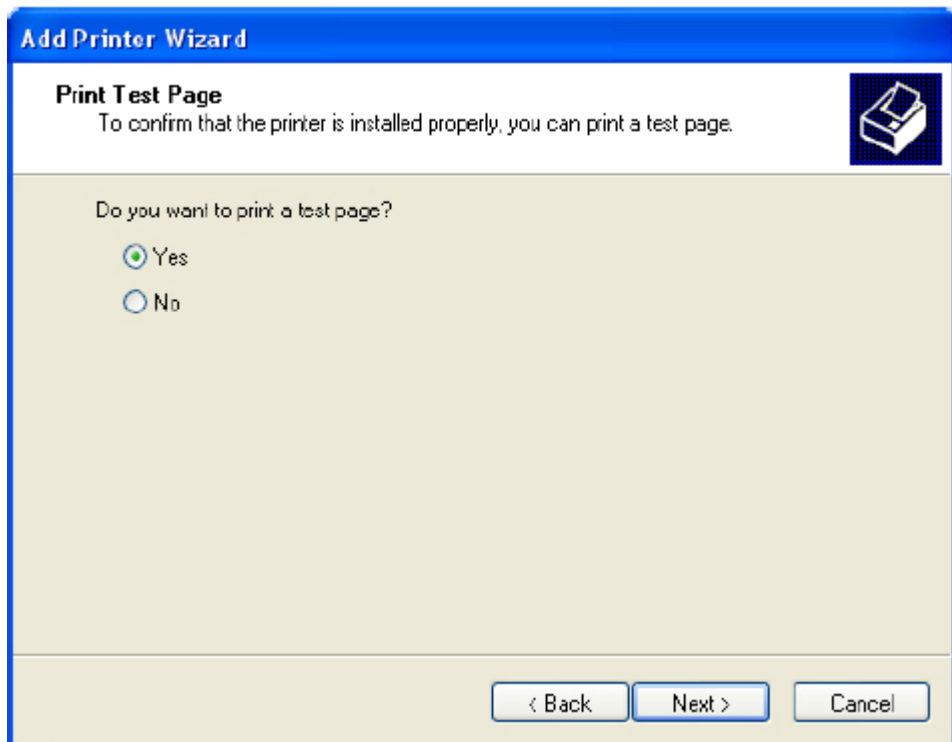 Add Printer Wizard
Print Test Page
To confirm that the printer is installed properly, you can print a test page.
Do you want to print a test page?
Yes
No
< Back
Next >
Cancel